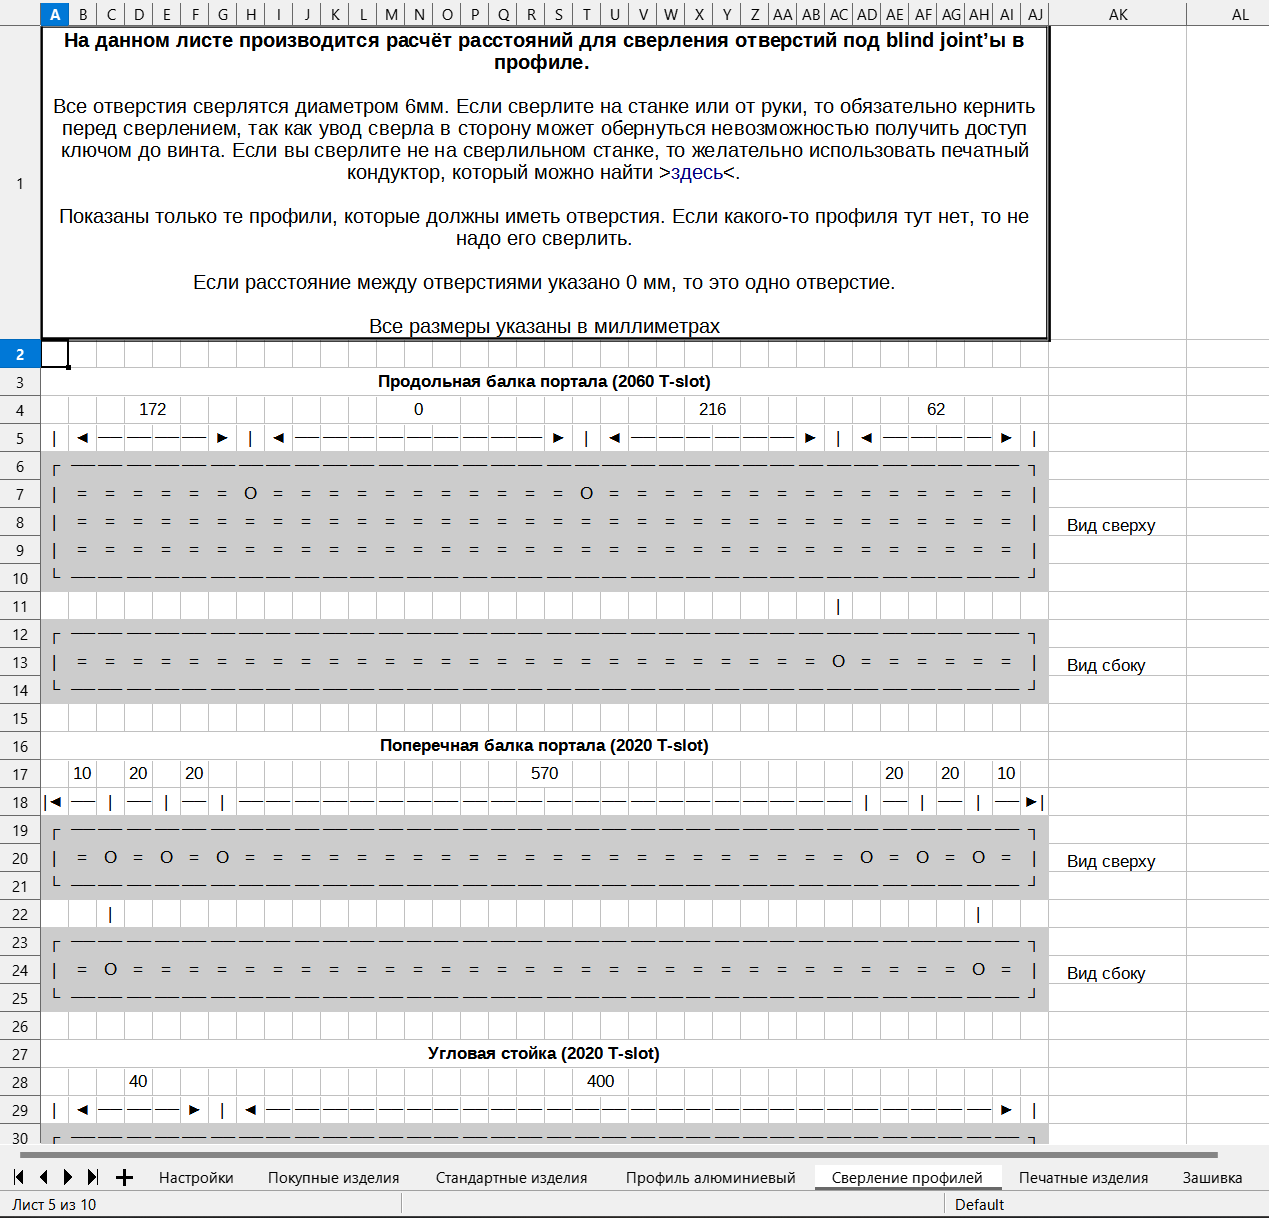 A B C D E F G H I J K L M N O P Q R S T U V W X Y Z AA AB AC AD AE AF AG AH AI AJ AK AL
На данном листе производится расчёт расстояний для сверления отверстий под blind joint’ы в
профиле.
Все отверстия сверлятся диаметром 6мм. Если сверлите на станке или от руки, то обязательно кернить
перед сверлением, так как увод сверла в сторону может обернуться невозможностью получить доступ
ключом до винта. Если вы сверлите не на сверлильном станке, то желательно использовать печатный
1 кондуктор, который можно найти >здесь<.
Показаны только те профили, которые должны иметь отверстия. Если какого-то профиля тут нет, то не
надо его сверлить.
Если расстояние между отверстиями указано 0 мм, то это одно отверстие.
Все размеры указаны в миллиметрах
2
3 Продольная балка портала (2060 T-slot)
4 172 0 216 62
5 | ◄ — — — — ► | ◄ — — — — — — — — — ► | ◄ — — — — — — ► | ◄ — — — — ► |
6 ┌ — — — — — — — — — — — — — — — — — — — — — — — — — — — — — — — — — — ┐
7 | = = = = = = O = = = = = = = = = = = O = = = = = = = = = = = = = = = |
8 | = = = = = = = = = = = = = = = = = = = = = = = = = = = = = = = = = = | Вид сверху
9 | = = = = = = = = = = = = = = = = = = = = = = = = = = = = = = = = = = |
10 └ — — — — — — — — — — — — — — — — — — — — — — — — — — — — — — — — — — ┘
11 |
12 ┌ — — — — — — — — — — — — — — — — — — — — — — — — — — — — — — — — — — ┐
13 | = = = = = = = = = = = = = = = = = = = = = = = = = = = O = = = = = = | Вид сбоку
14 └ — — — — — — — — — — — — — — — — — — — — — — — — — — — — — — — — — — ┘
15
16 Поперечная балка портала (2020 T-slot)
17 10 20 20 570 20 20 10
18 |◄ — | — | — | — — — — — — — — — — — — — — — — — — — — — — | — | — | — ►|
19 ┌ — — — — — — — — — — — — — — — — — — — — — — — — — — — — — — — — — — ┐
20 | = O = O = O = = = = = = = = = = = = = = = = = = = = = = O = O = O = | Вид сверху
21 └ — — — — — — — — — — — — — — — — — — — — — — — — — — — — — — — — — — ┘
22 | |
23 ┌ — — — — — — — — — — — — — — — — — — — — — — — — — — — — — — — — — — ┐
24 | = O = = = = = = = = = = = = = = = = = = = = = = = = = = = = = = O = | Вид сбоку
25 └ — — — — — — — — — — — — — — — — — — — — — — — — — — — — — — — — — — ┘
26
27 Угловая стойка (2020 T-slot)
28 40 400
29 | ◄ — — — ► | ◄ — — — — — — — — — — — — — — — — — — — — — — — — — — ► |
30 ┌ — — — — — — — — — — — — — — — — — — — — — — — — — — — — — — — — — — ┐
Настройки Покупные изделия Стандартные изделия Профиль алюминиевый Сверление профилей Печатные изделия Зашивка
Лист 5 из 10 Default